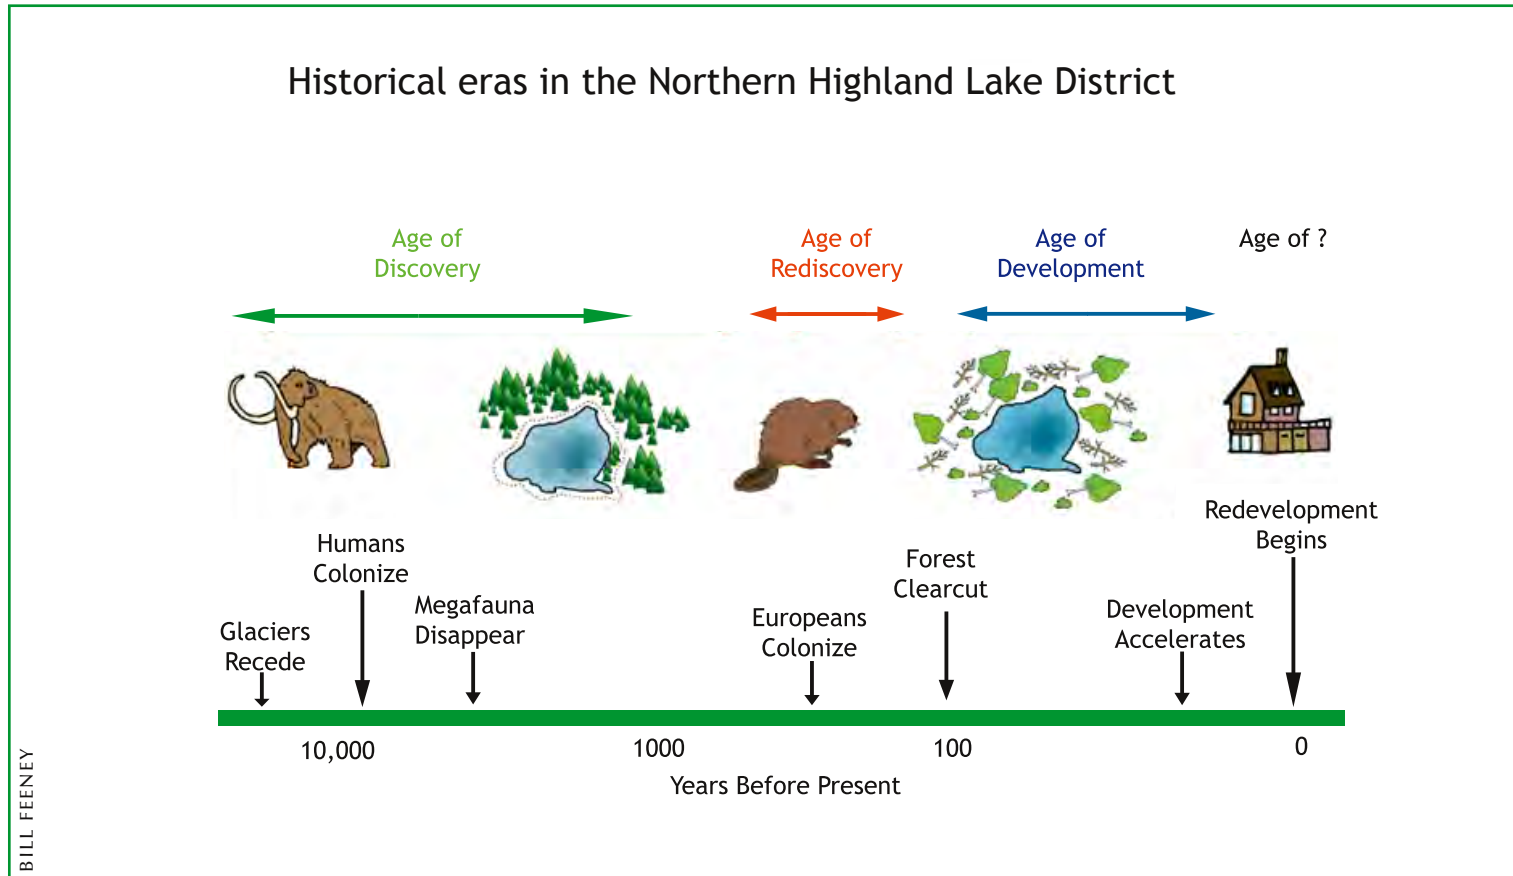 Historical eras in the Northern Highland Lake District
Age of
Discovery
Age of
Rediscovery
Age of
Development
Age of ?
Redevelopment
Begins
Humans
Colonize
Forest
Clearcut
Megafauna
Disappear
Development
Accelerates
Europeans
Colonize
Glaciers
Recede
10,000
1000
100
0
Years Before Present
BILL FEENEY